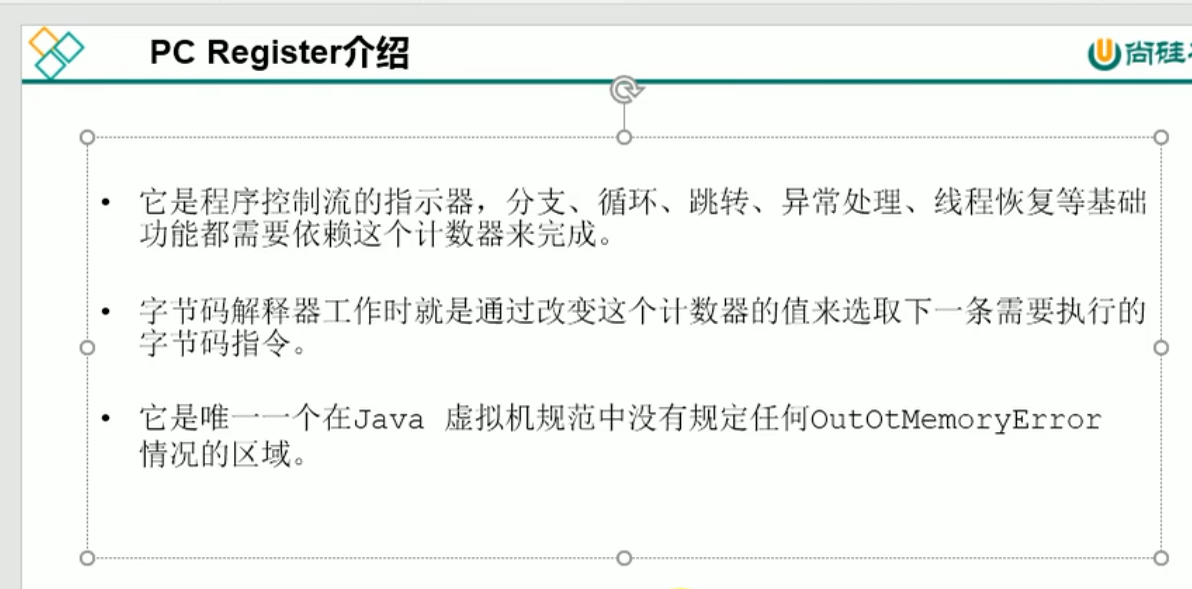 PC Register介绍
尚硅
• 它是程序控制流的指示器，分支、循环、跳转、异常处理、线程恢复等基础
功能都需要依赖这个计数器来完成。
• 字节码解释器工作时就是通过改变这个计数器的值来选取下一条需要执行的
字节码指令。
• 它是唯一一个在Java 虚拟机规范中没有规定任何OutOtMemoryError
情况的区域。